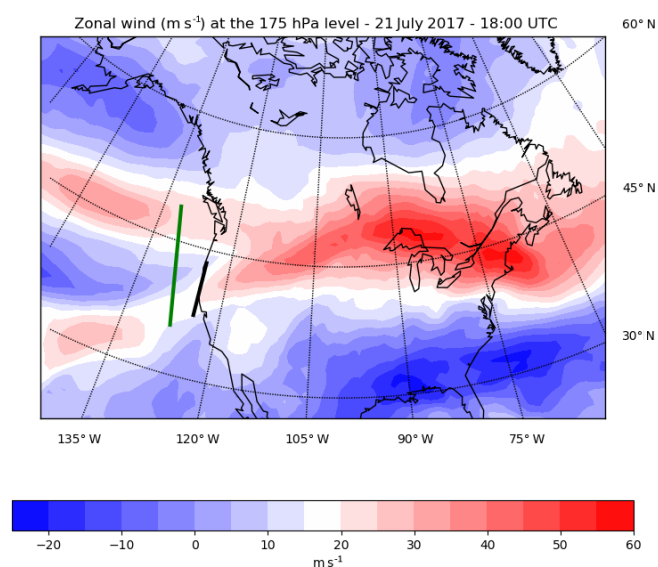 Zonal wind (m s⁻¹) at the 175 hPa level - 21 July 2017 - 18:00 UTC
60° N
45° N
30° N
135° W 120° W 105° W 90° W 75° W
−20 −10 0 10 20 30 40 50 60
m s⁻¹